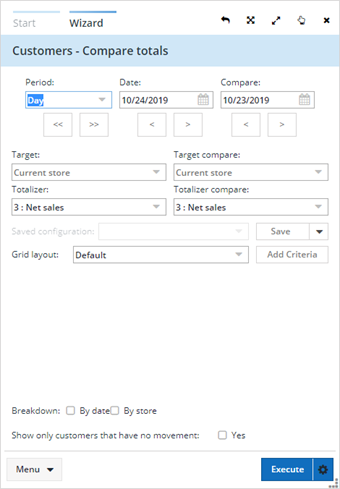 Start Wizard
Customers - Compare totals
Period: Date: Compare:
Day 10/24/2019 10/23/2019
<< >> < > < >
Target: Target compare:
Current store Current store
Totalizer: Totalizer compare:
3 : Net sales 3 : Net sales
Saved configuration: Save
Grid layout: Default Add Criteria
Breakdown: By date By store
Show only customers that have no movement: Yes
Menu Execute